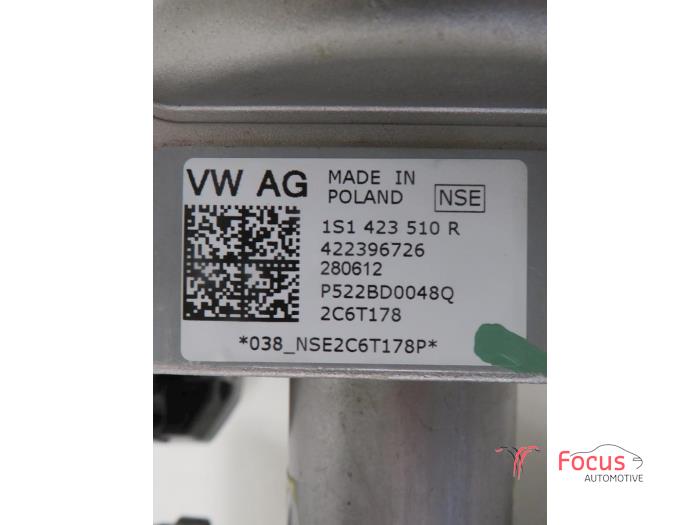 VW AG
MADE IN
POLAND
NSE
1S1 423 510 R
422396726
280612
P522BD0048Q
2C6T178
*038_NSE2C6T178P*
Focus
AUTOMOTIVE